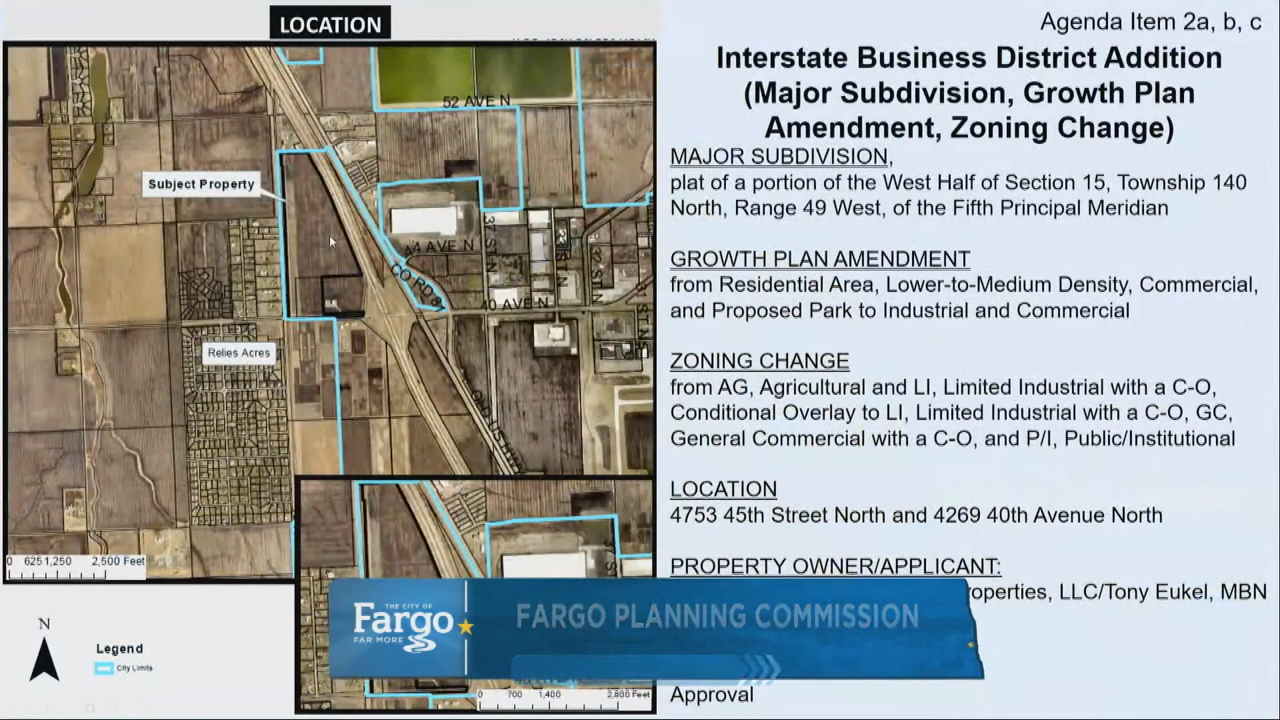 LOCATION
Agenda Item 2a, b, c
Interstate Business District Addition
(Major Subdivision, Growth Plan
Amendment, Zoning Change)
MAJOR SUBDIVISION,
plat of a portion of the West Half of Section 15, Township 140
North, Range 49 West, of the Fifth Principal Meridian
GROWTH PLAN AMENDMENT
from Residential Area, Lower-to-Medium Density, Commercial,
and Proposed Park to Industrial and Commercial
ZONING CHANGE
from AG, Agricultural and LI, Limited Industrial with a C-O,
Conditional Overlay to LI, Limited Industrial with a C-O, GC,
General Commercial with a C-O, and P/I, Public/Institutional
LOCATION
4753 45th Street North and 4269 40th Avenue North
PROPERTY OWNER/APPLICANT:
LLC/Tony Eukel, MBN
Approval
52 AVE N
Subject Property
44 AVE N
37 ST N
CO RD 81
40 AVE N
Relies Acres
0 625 1,250 2,500 Feet
N
Legend
City Limits
0 700 1,400 2,800 Feet
THE CITY OF
Fargo
FAR MORE
FARGO PLANNING COMMISSION